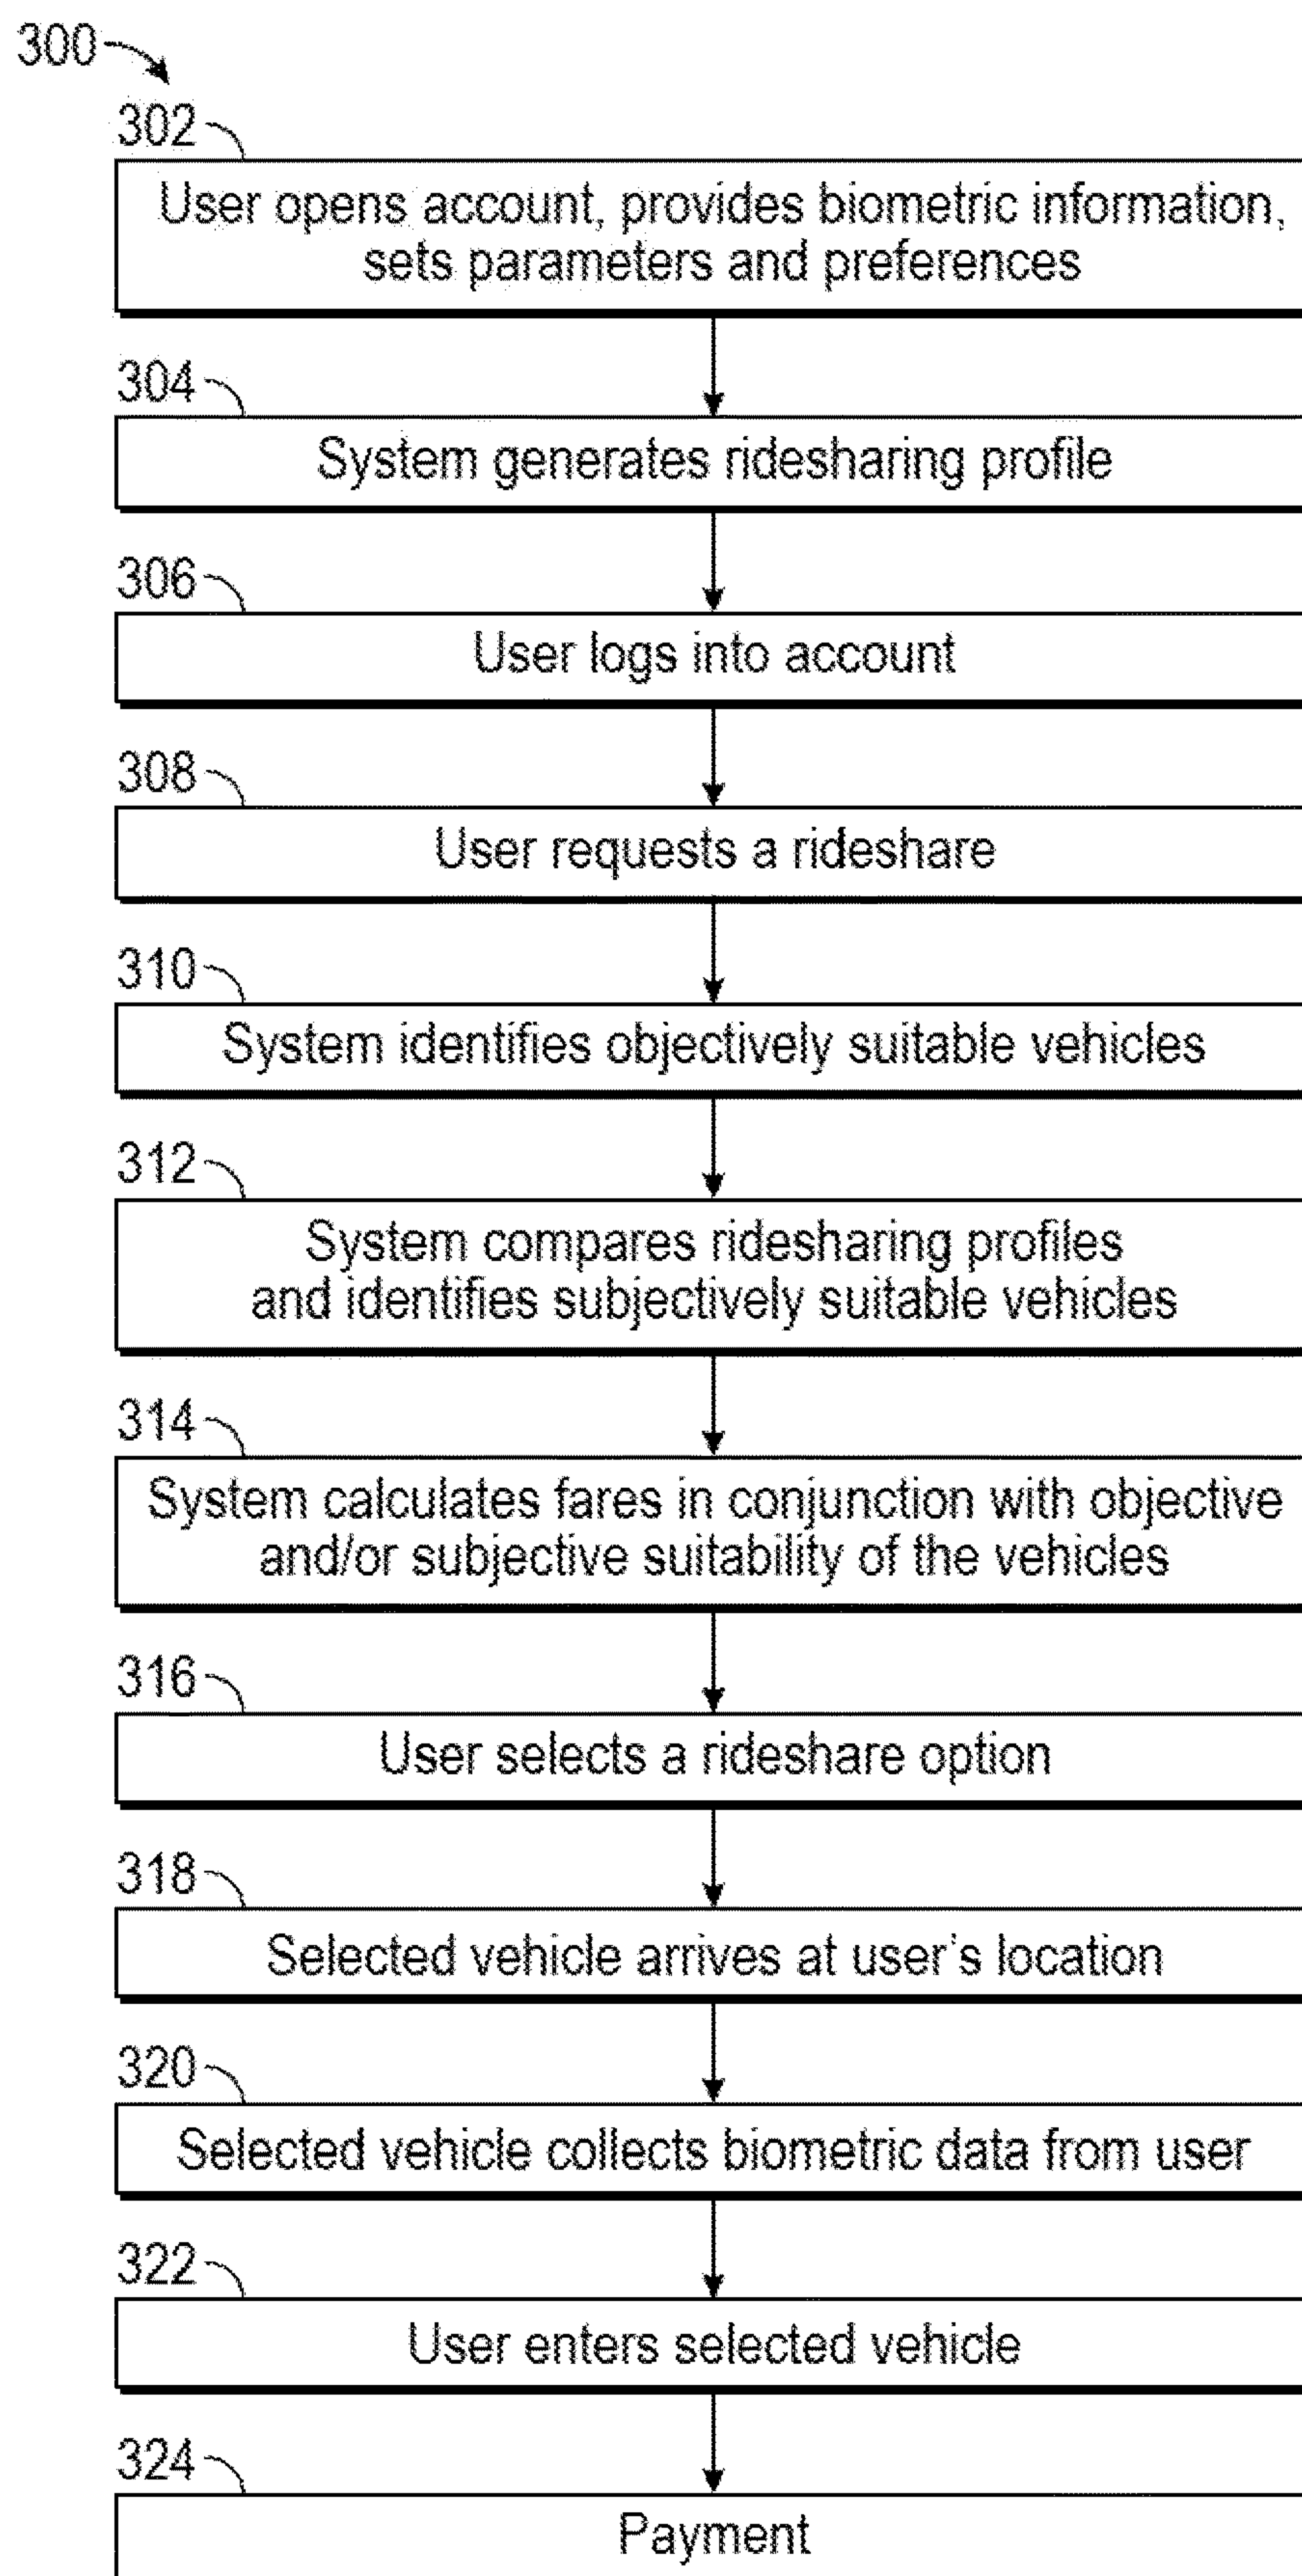 300
302
User opens account, provides biometric information,
sets parameters and preferences
304
System generates ridesharing profile
306
User logs into account
308
User requests a rideshare
310
System identifies objectively suitable vehicles
312
System compares ridesharing profiles
and identifies subjectively suitable vehicles
314
System calculates fares in conjunction with objective
and/or subjective suitability of the vehicles
316
User selects a rideshare option
318
Selected vehicle arrives at user's location
320
Selected vehicle collects biometric data from user
322
User enters selected vehicle
324
Payment